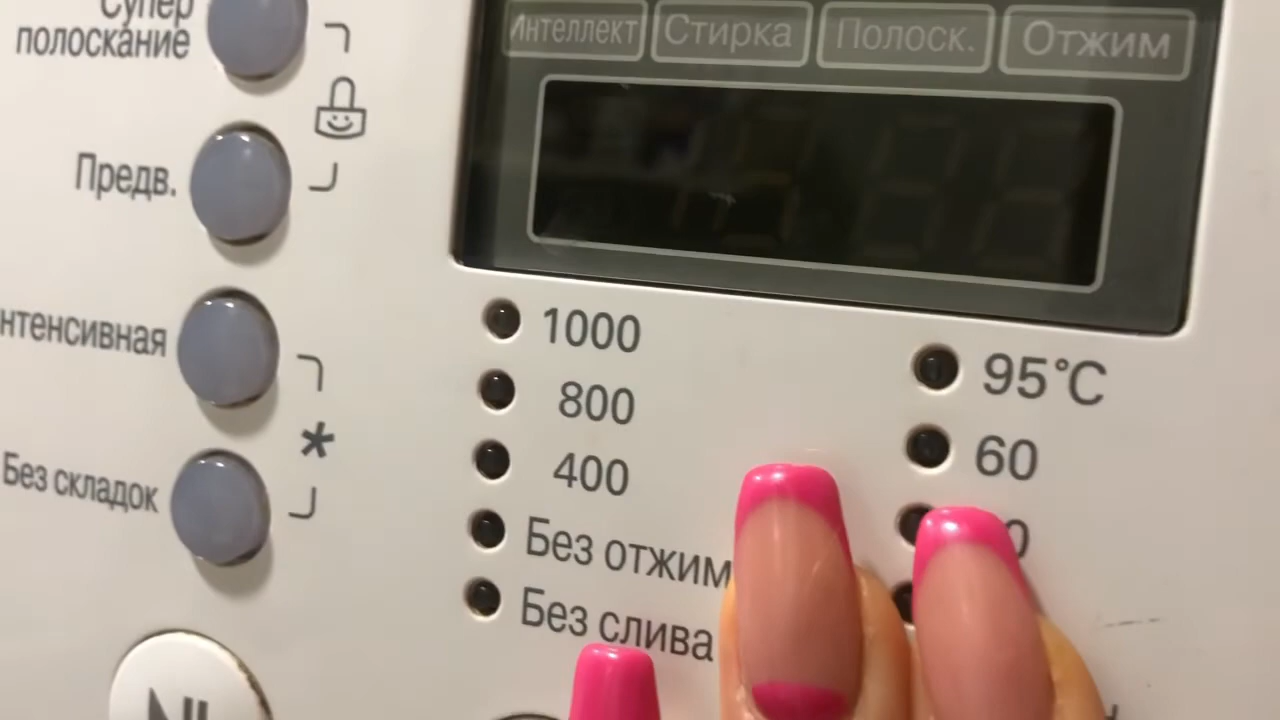 Супер
полоскание
Предв.
нтенсивная
Без складок
Интеллект
Стирка
Полоск.
Отжим
1000
800
400
Без отжим
Без слива
95°C
60
0